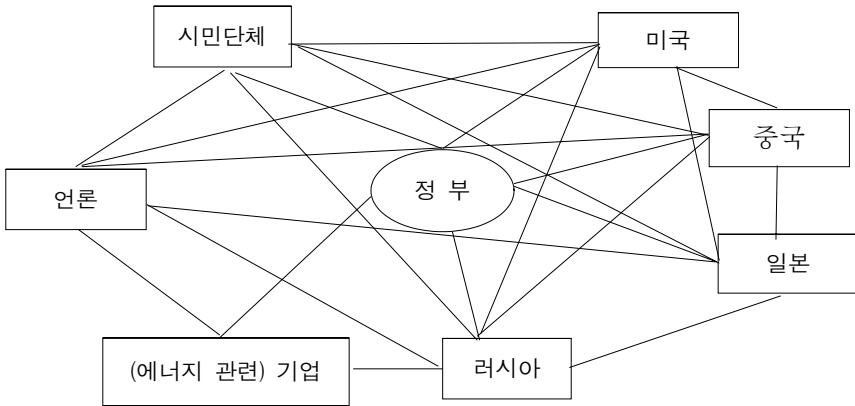 시민단체
미국
중국
언론
정 부
일본
(에너지 관련) 기업
러시아